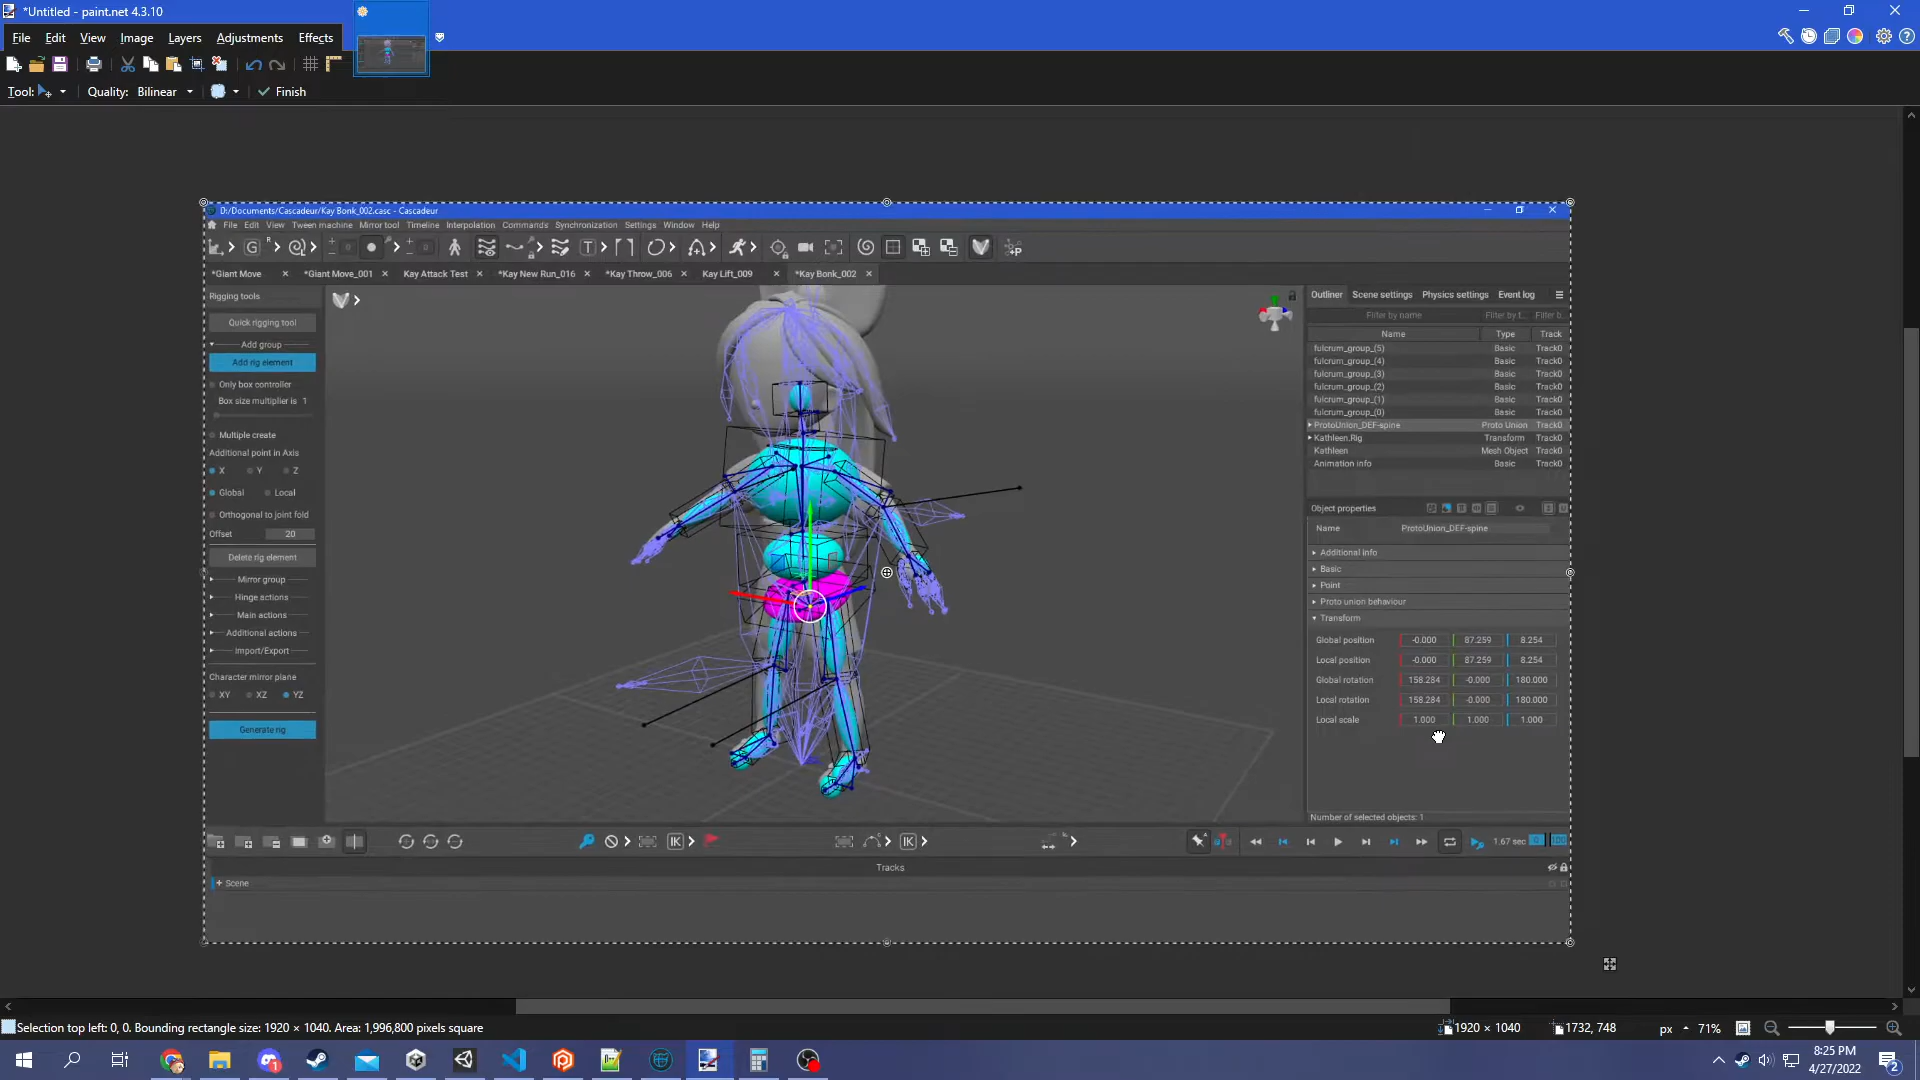 *Untitled - paint.net 4.3.10
File Edit View Image Layers Adjustments Effects
Tool: Quality: Bilinear Finish
D:/Documents/Cascadeur/Kay Bonk_002.casc - Cascadeur
File Edit View Tween machine Mirror tool Timeline Interpolation Commands Synchronization Settings Window Help
*Giant Move *Giant Move_001 Kay Attack Test *Kay New Run_016 *Kay Throw_006 Kay Lift_009 *Kay Bonk_002
Rigging tools
Quick rigging tool
Add group
Add rig element
Only box controller
Box size multiplier is 1
Multiple create
Additional point in Axis
X Y Z
Global Local
Orthogonal to joint fold
Offset 20
Delete rig element
Mirror group
Hinge actions
Main actions
Additional actions
Import/Export
Character mirror plane
XY XZ YZ
Generate rig
Outliner Scene settings Physics settings Event log
Filter by name Filter by t... Filter b...
Name Type Track
fulcrum_group_(5) Basic Track0
fulcrum_group_(4) Basic Track0
fulcrum_group_(3) Basic Track0
fulcrum_group_(2) Basic Track0
fulcrum_group_(1) Basic Track0
fulcrum_group_(0) Basic Track0
ProtoUnion_DEF-spine Proto Union Track0
Kathleen.Rig Transform Track0
Kathleen Mesh Object Track0
Animation info Basic Track0
Object properties
Name ProtoUnion_DEF-spine
Additional info
Basic
Point
Proto union behaviour
Transform
Global position -0.000 87.259 8.254
Local position -0.000 87.259 8.254
Global rotation 158.284 -0.000 180.000
Local rotation 158.284 -0.000 180.000
Local scale 1.000 1.000 1.000
Number of selected objects: 1
IK IK 1.67 sec
Tracks
+ Scene
Selection top left: 0, 0. Bounding rectangle size: 1920 × 1040. Area: 1,996,800 pixels square
1920 × 1040 1732, 748 px 71%
8:25 PM
4/27/2022